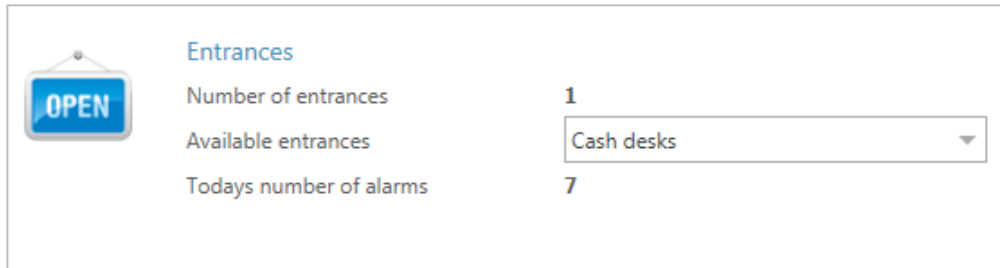 Entrances
OPEN
Number of entrances 1
Available entrances Cash desks
Todays number of alarms 7